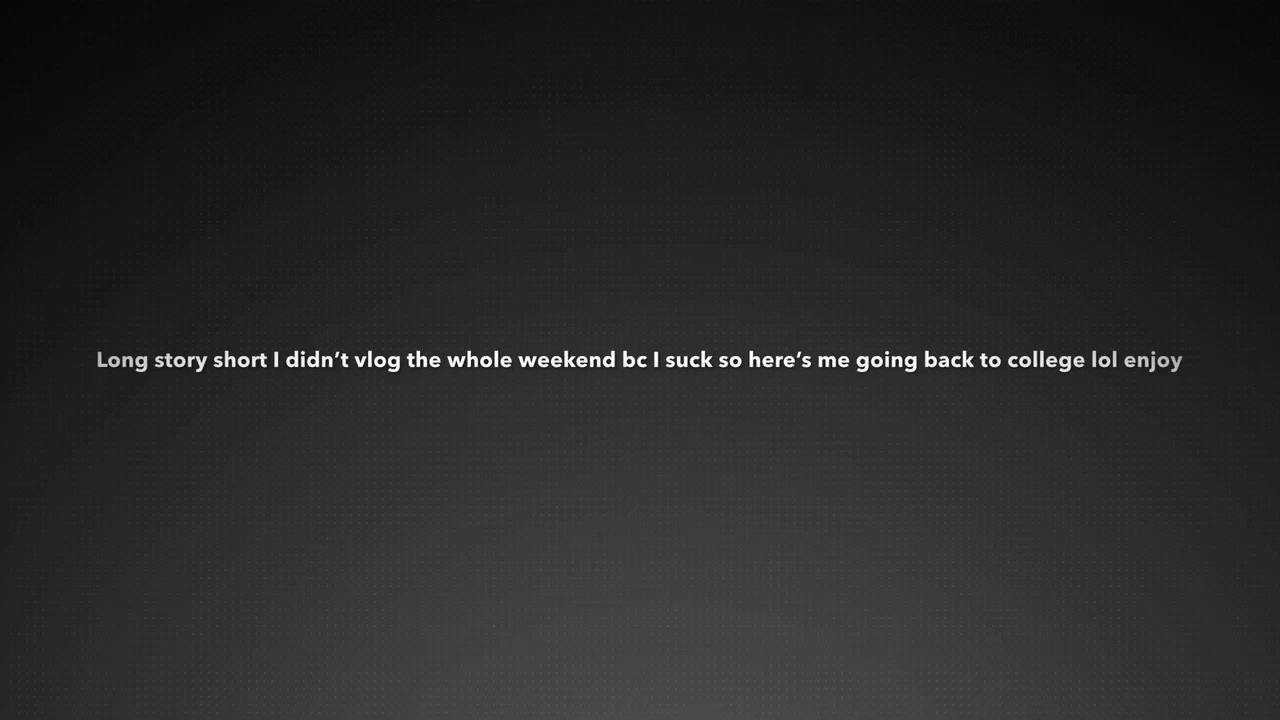 Long story short I didn’t vlog the whole weekend bc I suck so here’s me going back to college lol enjoy